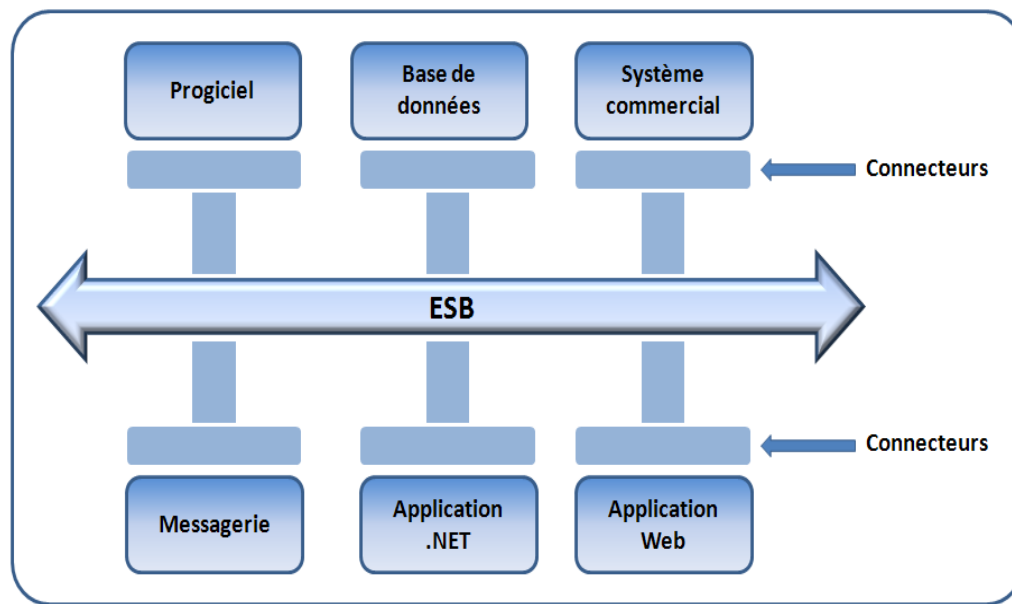 Progiciel
Base de
données
Système
commercial
Connecteurs
ESB
Connecteurs
Messagerie
Application
.NET
Application
Web